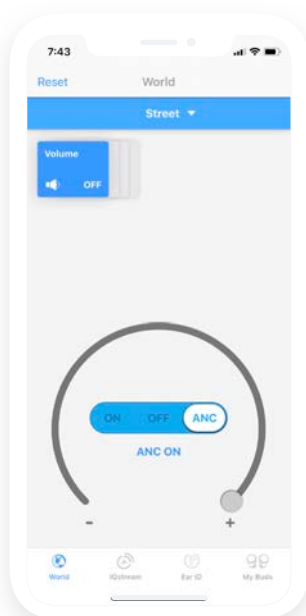 7:43
Reset World
Street
Volume
OFF
ON OFF ANC
ANC ON
- +
World IQstream Ear ID My Buds